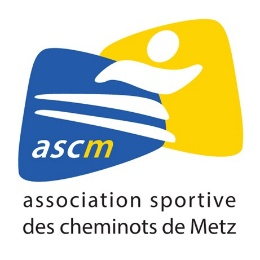 ascm
association sportive
des cheminots de Metz